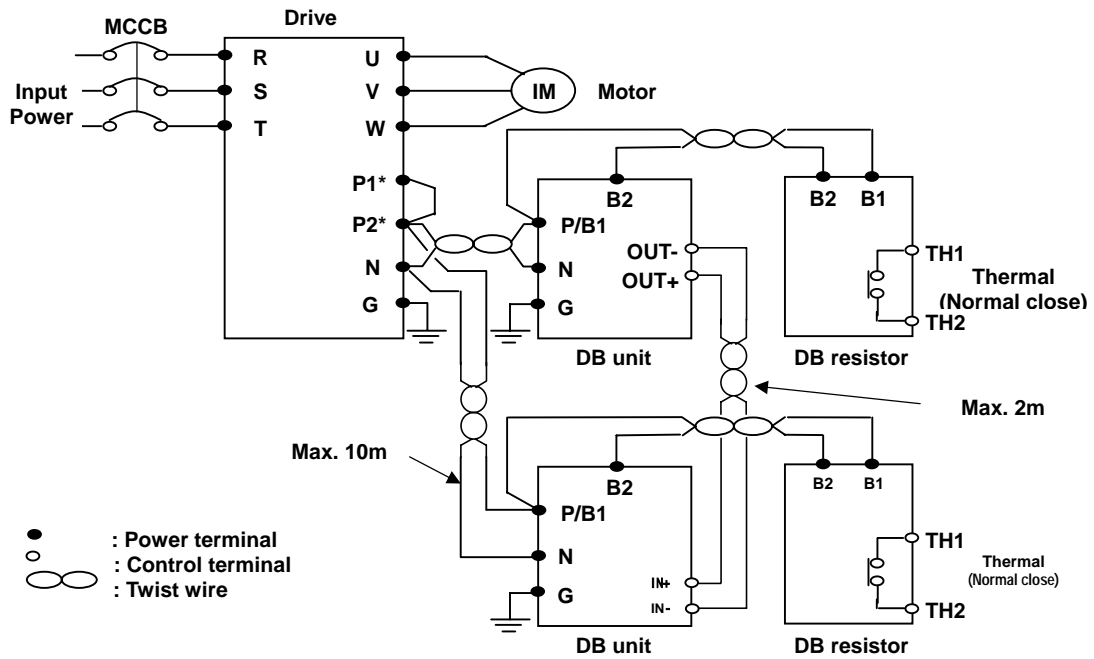 Drive
MCCB
Input
Power
R
S
T
U
V
W
P1*
P2*
N
G
IM
Motor
B2
P/B1
N
G
OUT-
OUT+
DB unit
B2
B1
TH1
Thermal
(Normal close)
TH2
DB resistor
Max. 2m
Max. 10m
B2
P/B1
N
G
IN+
IN-
DB unit
B2
B1
TH1
Thermal
(Normal close)
TH2
DB resistor
: Power terminal
: Control terminal
: Twist wire